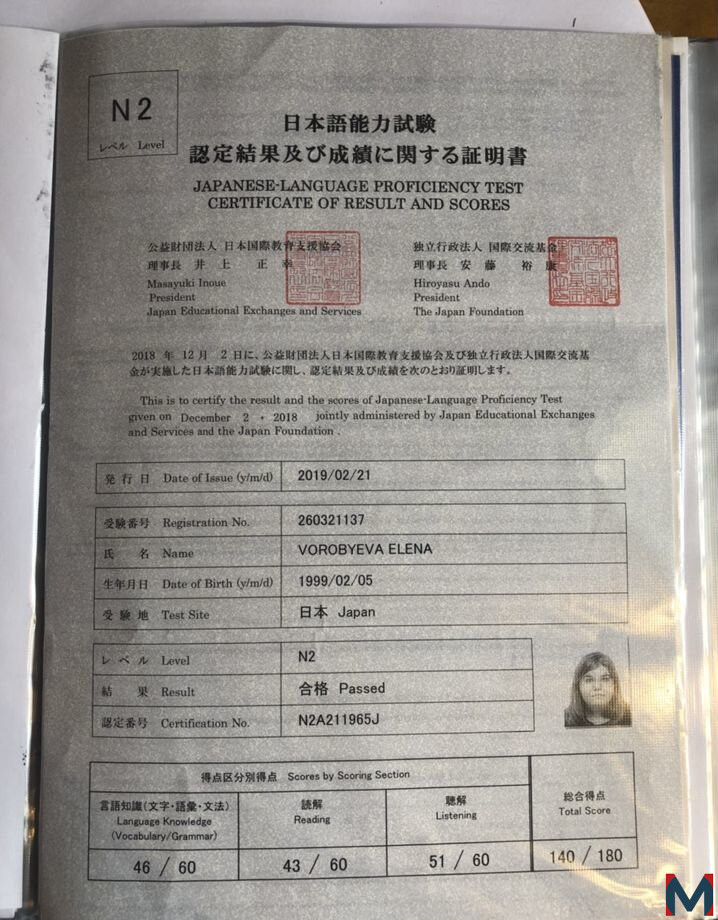 N2
レベル Level
日本語能力試験
認定結果及び成績に関する証明書
JAPANESE-LANGUAGE PROFICIENCY TEST
CERTIFICATE OF RESULT AND SCORES
公益財団法人 日本国際教育支援協会
理事長 井上 正幸
Masayuki Inoue
President
Japan Educational Exchanges and Services
独立行政法人 国際交流基金
理事長 安藤 裕康
Hiroyasu Ando
President
The Japan Foundation
2018 年 12 月 2 日に、公益財団法人日本国際教育支援協会及び独立行政法人国際交流基
金が実施した日本語能力試験に関し、認定結果及び成績を次のとおり証明します。
This is to certify the result and the scores of Japanese-Language Proficiency Test
given on December 2 , 2018 jointly administered by Japan Educational Exchanges
and Services and the Japan Foundation .
発行日 Date of Issue (y/m/d) 2019/02/21
受験番号 Registration No. 260321137
氏 名 Name VOROBYEVA ELENA
生年月日 Date of Birth (y/m/d) 1999/02/05
受験地 Test Site 日本 Japan
レベル Level N2
結 果 Result 合格 Passed
認定番号 Certification No. N2A211965J
得点区分別得点 Scores by Scoring Section
言語知識(文字・語彙・文法)
Language Knowledge
(Vocabulary/Grammar)
読解
Reading
聴解
Listening
総合得点
Total Score
46 / 60
43 / 60
51 / 60
140 / 180
M